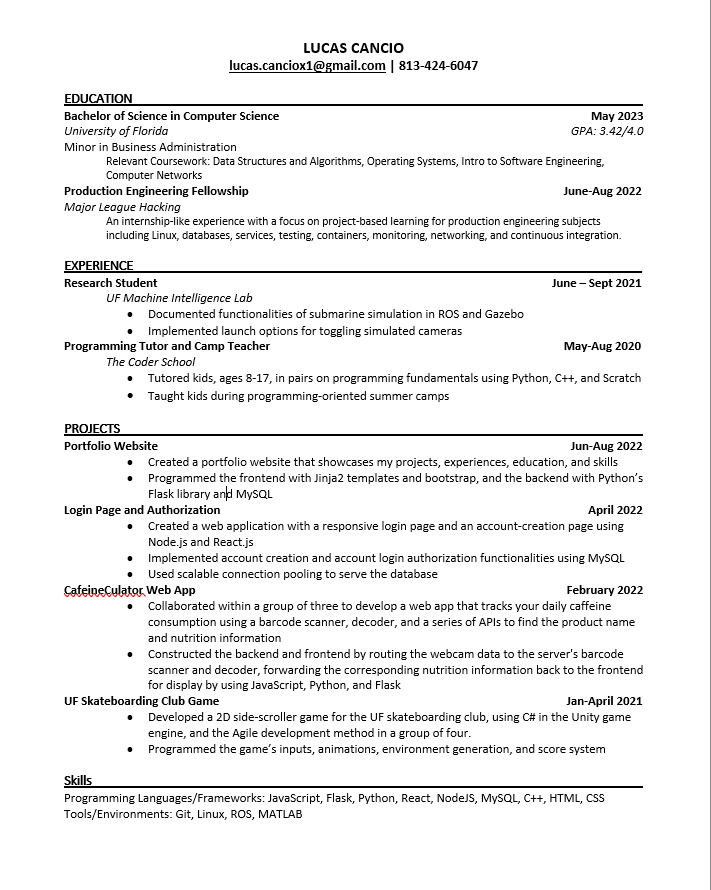 LUCAS CANCIO
lucas.canciox1@gmail.com | 813-424-6047
EDUCATION
Bachelor of Science in Computer Science May 2023
University of Florida GPA: 3.42/4.0
Minor in Business Administration
Relevant Coursework: Data Structures and Algorithms, Operating Systems, Intro to Software Engineering,
Computer Networks
Production Engineering Fellowship June-Aug 2022
Major League Hacking
An internship-like experience with a focus on project-based learning for production engineering subjects
including Linux, databases, services, testing, containers, monitoring, networking, and continuous integration.
EXPERIENCE
Research Student June – Sept 2021
UF Machine Intelligence Lab
• Documented functionalities of submarine simulation in ROS and Gazebo
• Implemented launch options for toggling simulated cameras
Programming Tutor and Camp Teacher May-Aug 2020
The Coder School
• Tutored kids, ages 8-17, in pairs on programming fundamentals using Python, C++, and Scratch
• Taught kids during programming-oriented summer camps
PROJECTS
Portfolio Website Jun-Aug 2022
• Created a portfolio website that showcases my projects, experiences, education, and skills
• Programmed the frontend with Jinja2 templates and bootstrap, and the backend with Python’s
Flask library and MySQL
Login Page and Authorization April 2022
• Created a web application with a responsive login page and an account-creation page using
Node.js and React.js
• Implemented account creation and account login authorization functionalities using MySQL
• Used scalable connection pooling to serve the database
CafeineCulator Web App February 2022
• Collaborated within a group of three to develop a web app that tracks your daily caffeine
consumption using a barcode scanner, decoder, and a series of APIs to find the product name
and nutrition information
• Constructed the backend and frontend by routing the webcam data to the server's barcode
scanner and decoder, forwarding the corresponding nutrition information back to the frontend
for display by using JavaScript, Python, and Flask
UF Skateboarding Club Game Jan-April 2021
• Developed a 2D side-scroller game for the UF skateboarding club, using C# in the Unity game
engine, and the Agile development method in a group of four.
• Programmed the game’s inputs, animations, environment generation, and score system
Skills
Programming Languages/Frameworks: JavaScript, Flask, Python, React, NodeJS, MySQL, C++, HTML, CSS
Tools/Environments: Git, Linux, ROS, MATLAB